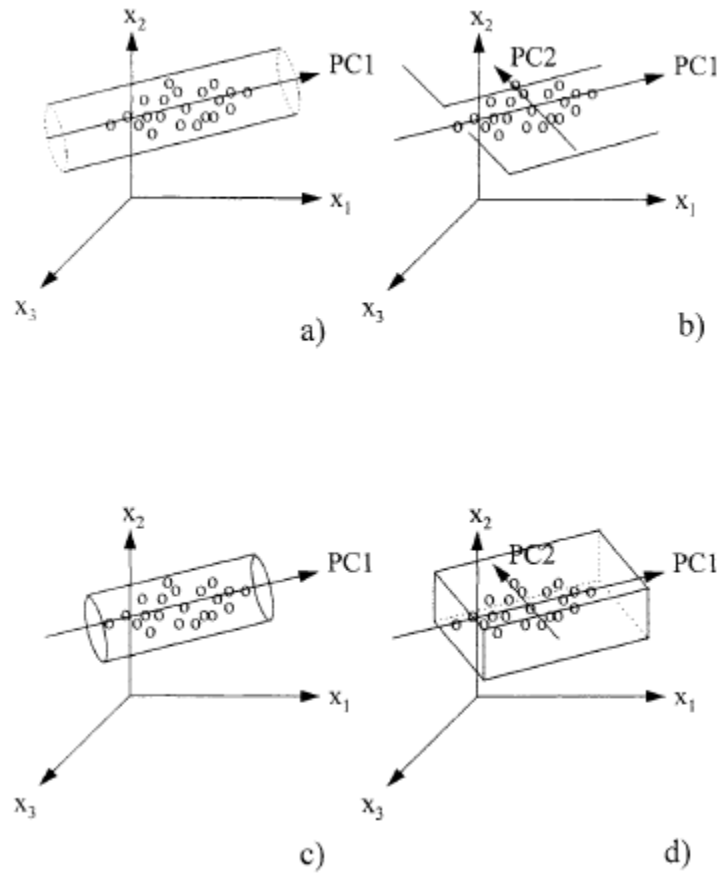 x₂
PC1
x₁
x₃
a)
x₂
PC2
PC1
x₁
x₃
b)
x₂
PC1
x₁
x₃
c)
x₂
PC2
PC1
x₁
x₃
d)